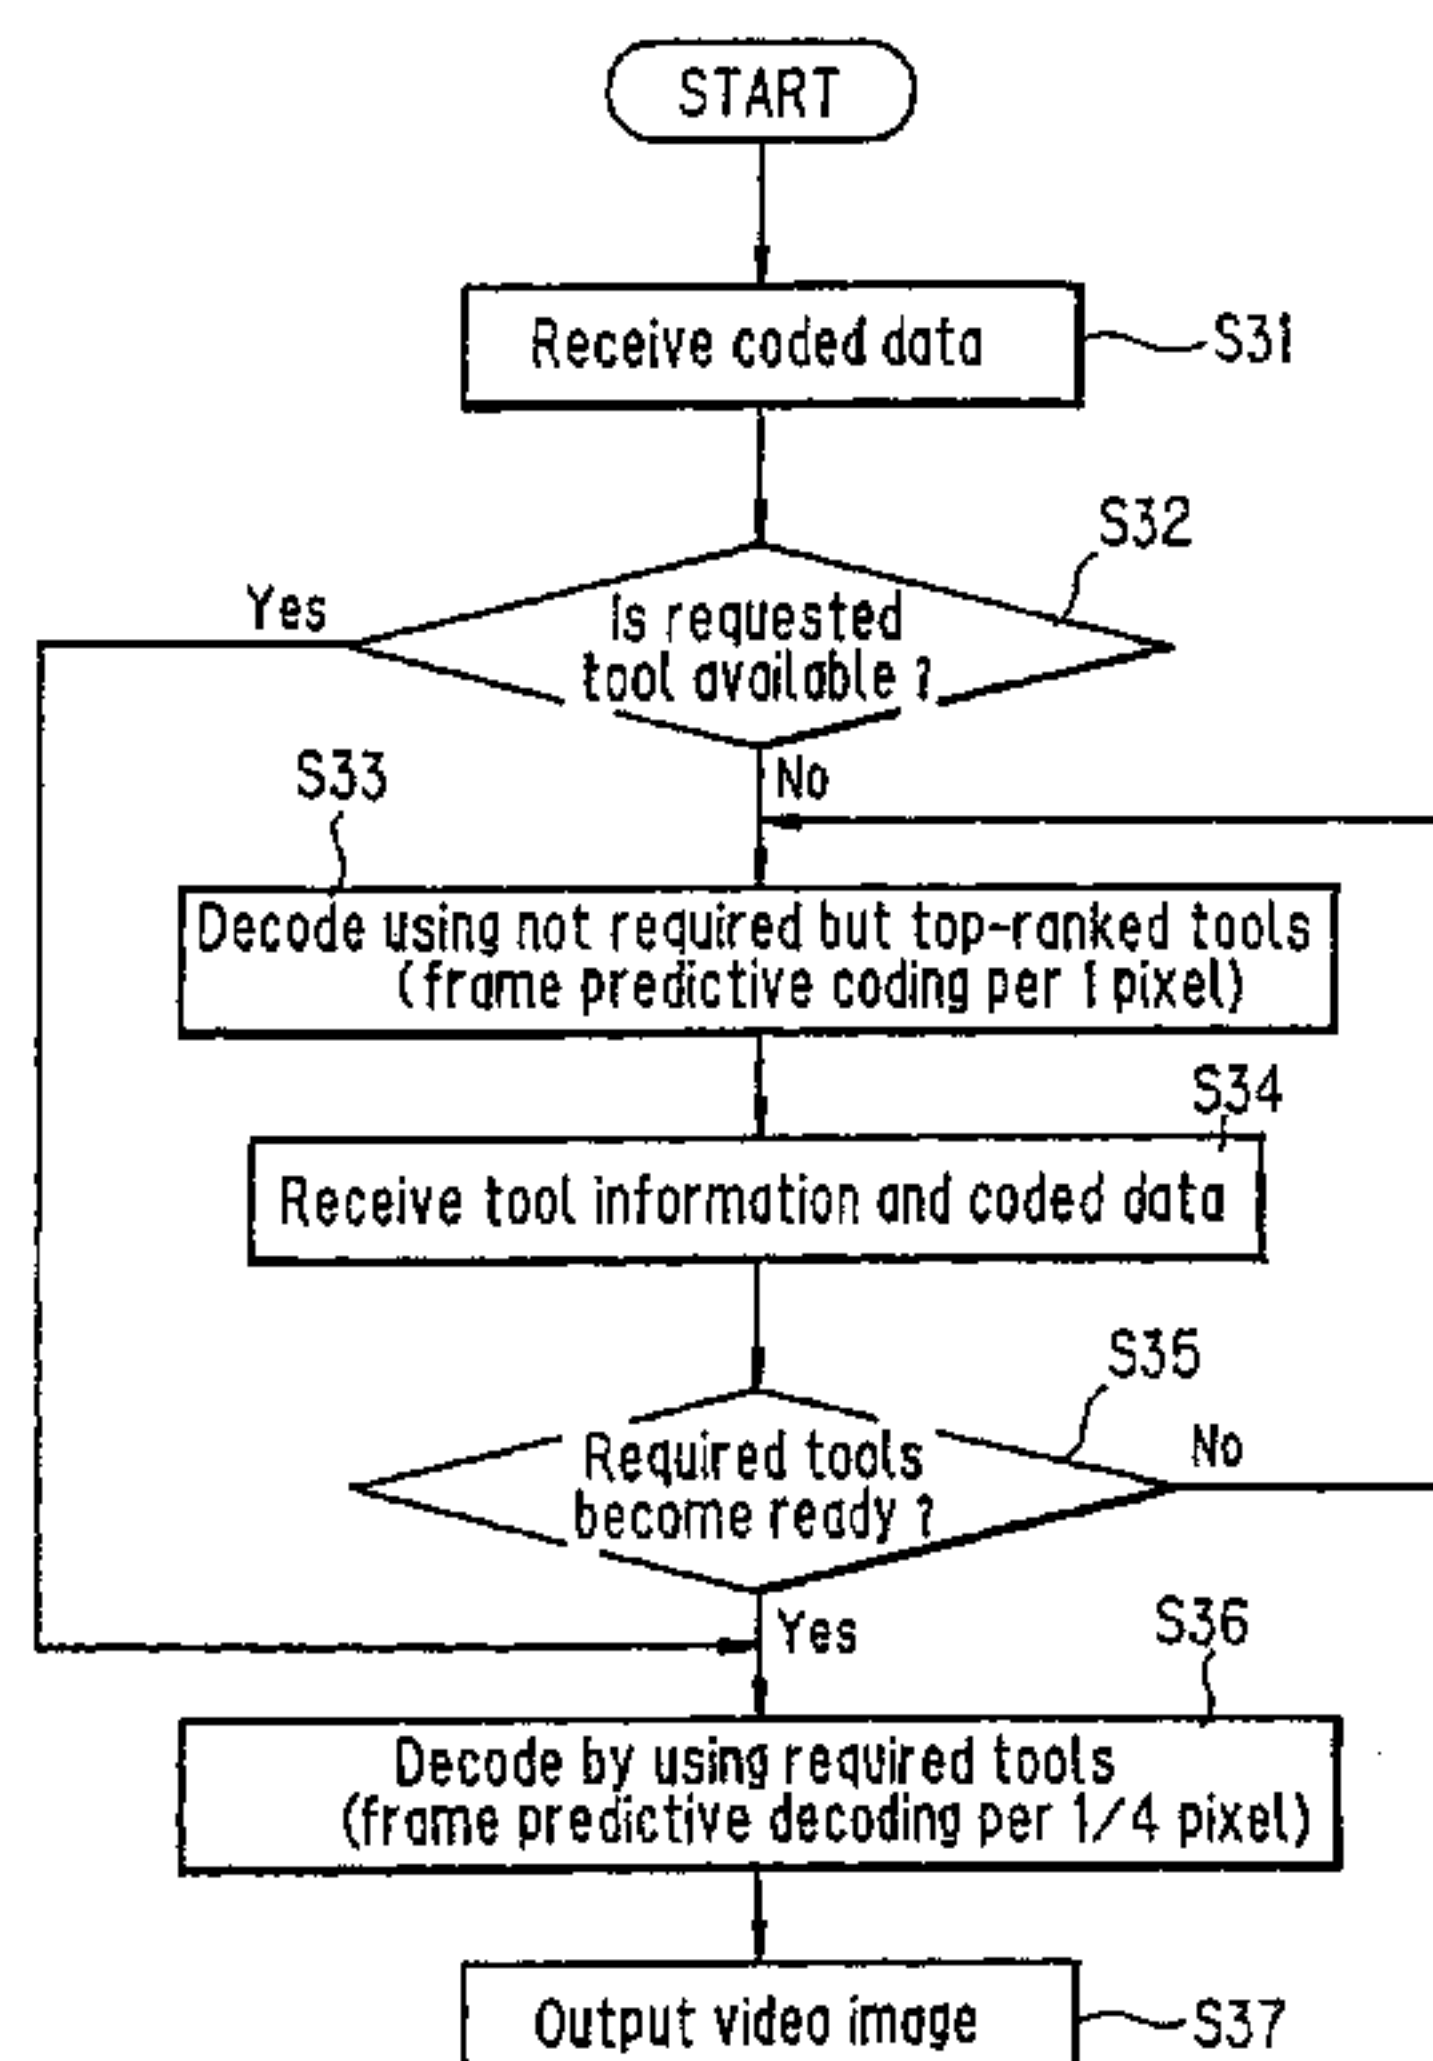 START
Receive coded data
S31
S32
Yes
Is requested
tool available ?
No
S33
Decode using not required but top-ranked tools
(frame predictive coding per 1 pixel)
S34
Receive tool information and coded data
S35
Required tools
become ready ?
No
Yes
S36
Decode by using required tools
(frame predictive decoding per 1/4 pixel)
Output video image
S37